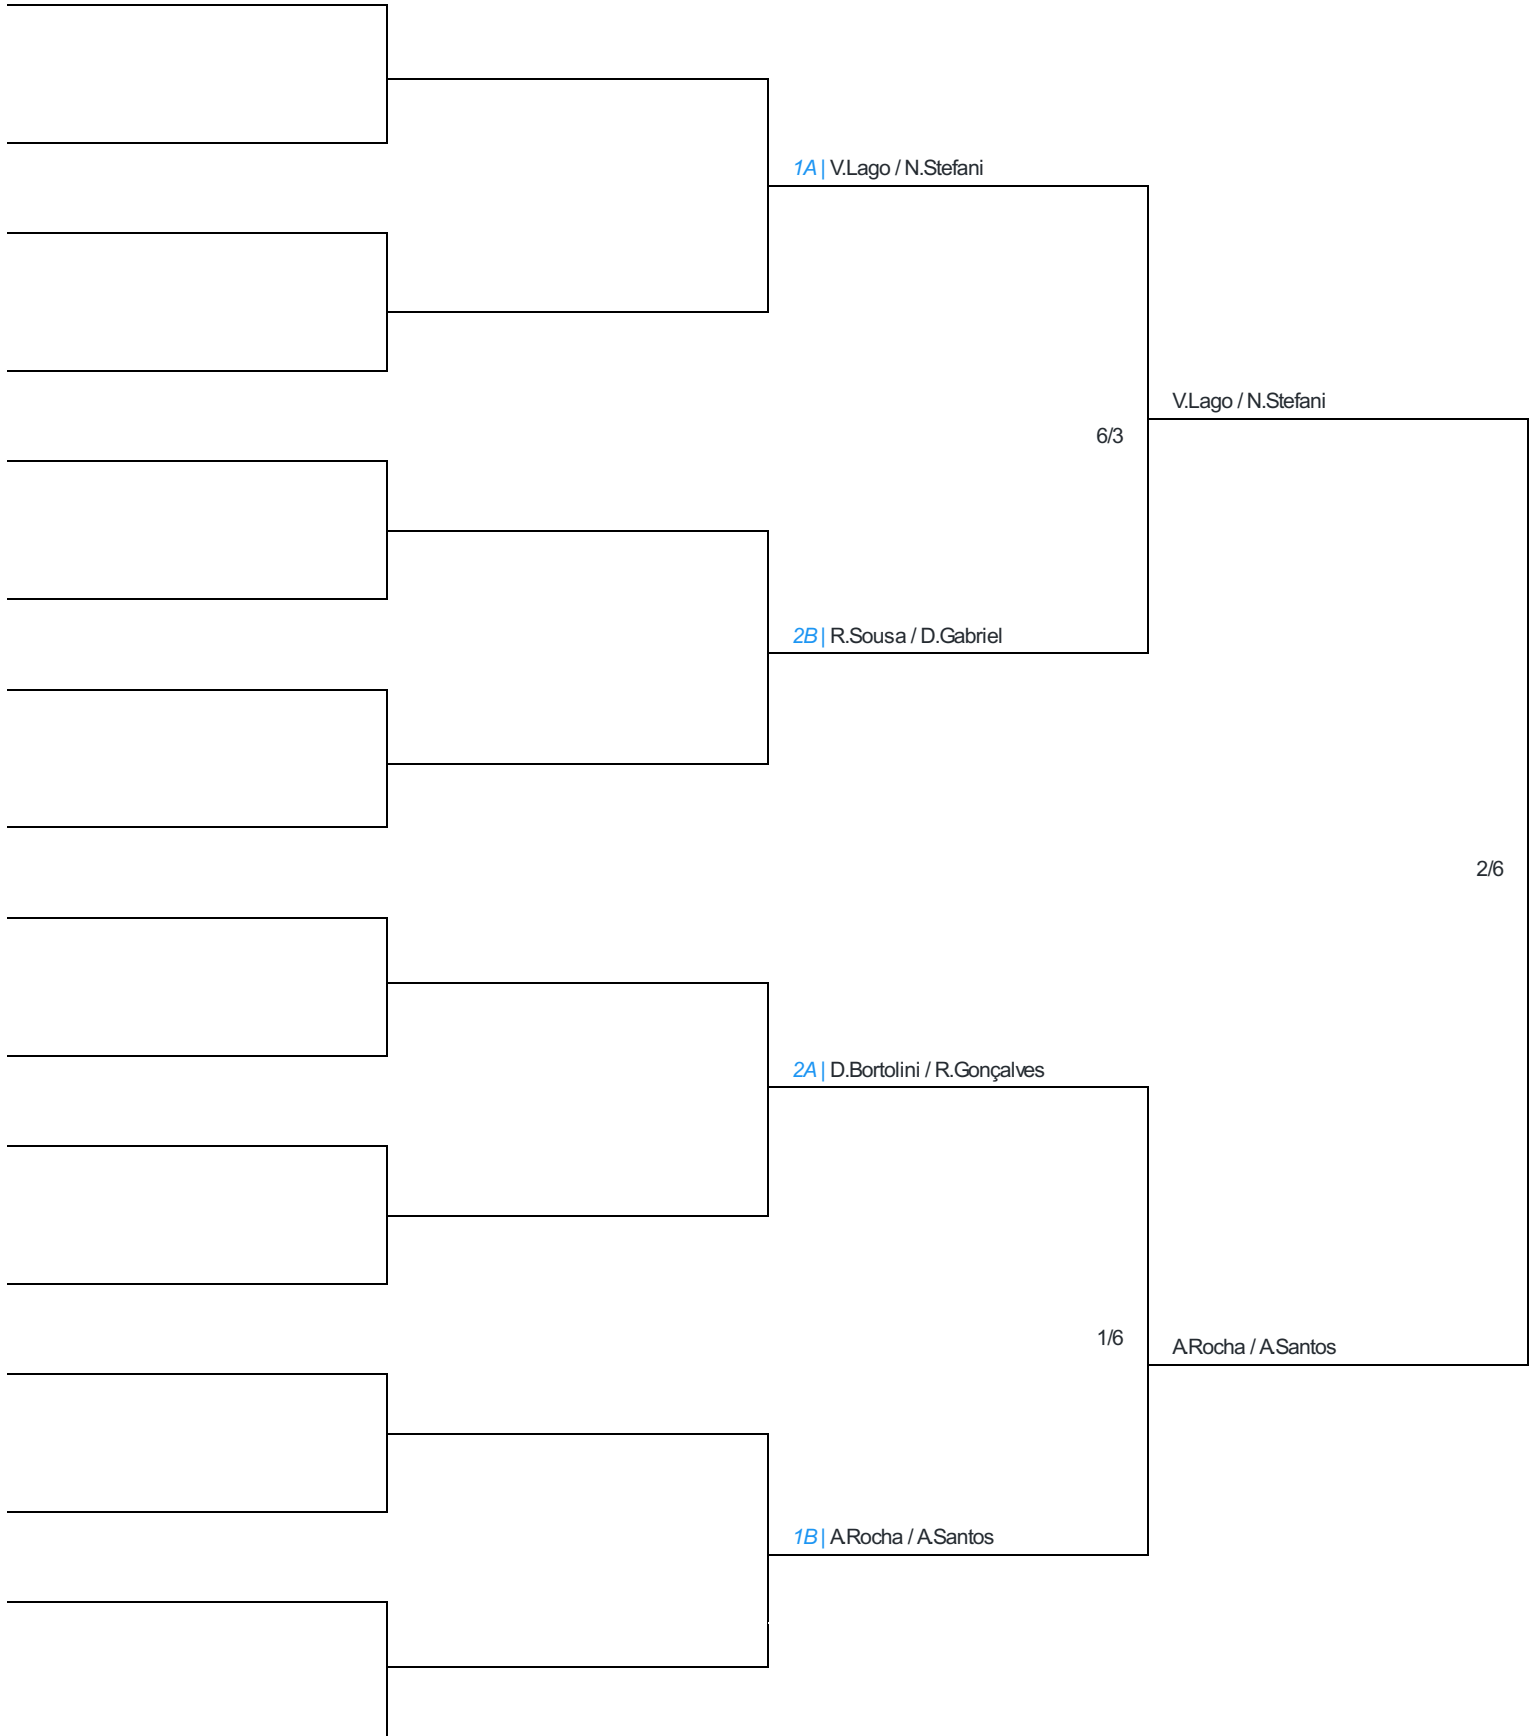 1A | V.Lago / N.Stefani
V.Lago / N.Stefani
6/3
2B | R.Sousa / D.Gabriel
2/6
2A | D.Bortolini / R.Gonçalves
1/6
A.Rocha / A.Santos
1B | A.Rocha / A.Santos